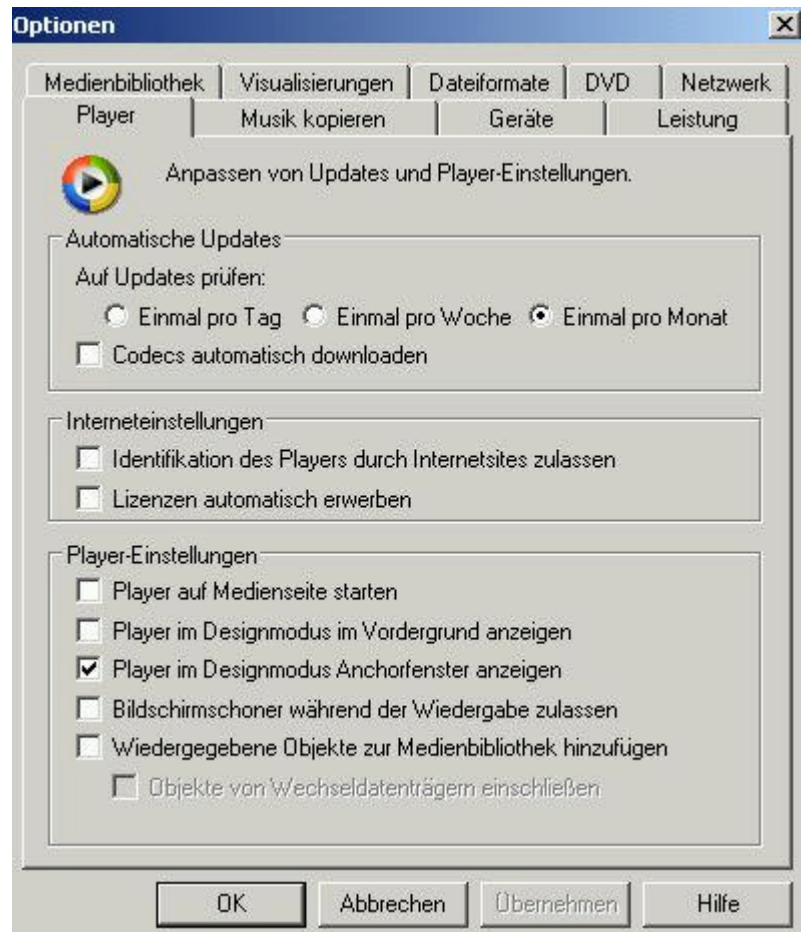 Optionen
Medienbibliothek Visualisierungen Dateiformate DVD Netzwerk
Player Musik kopieren Geräte Leistung
Anpassen von Updates und Player-Einstellungen.
Automatische Updates
Auf Updates prüfen:
Einmal pro Tag Einmal pro Woche Einmal pro Monat
Codecs automatisch downloaden
Interneteinstellungen
Identifikation des Players durch Internetsites zulassen
Lizenzen automatisch erwerben
Player-Einstellungen
Player auf Medienseite starten
Player im Designmodus im Vordergrund anzeigen
Player im Designmodus Anchorfenster anzeigen
Bildschirmschoner während der Wiedergabe zulassen
Wiedergegebene Objekte zur Medienbibliothek hinzufügen
Objekte von Wechseldatenträgern einschließen
OK Abbrechen Übernehmen Hilfe